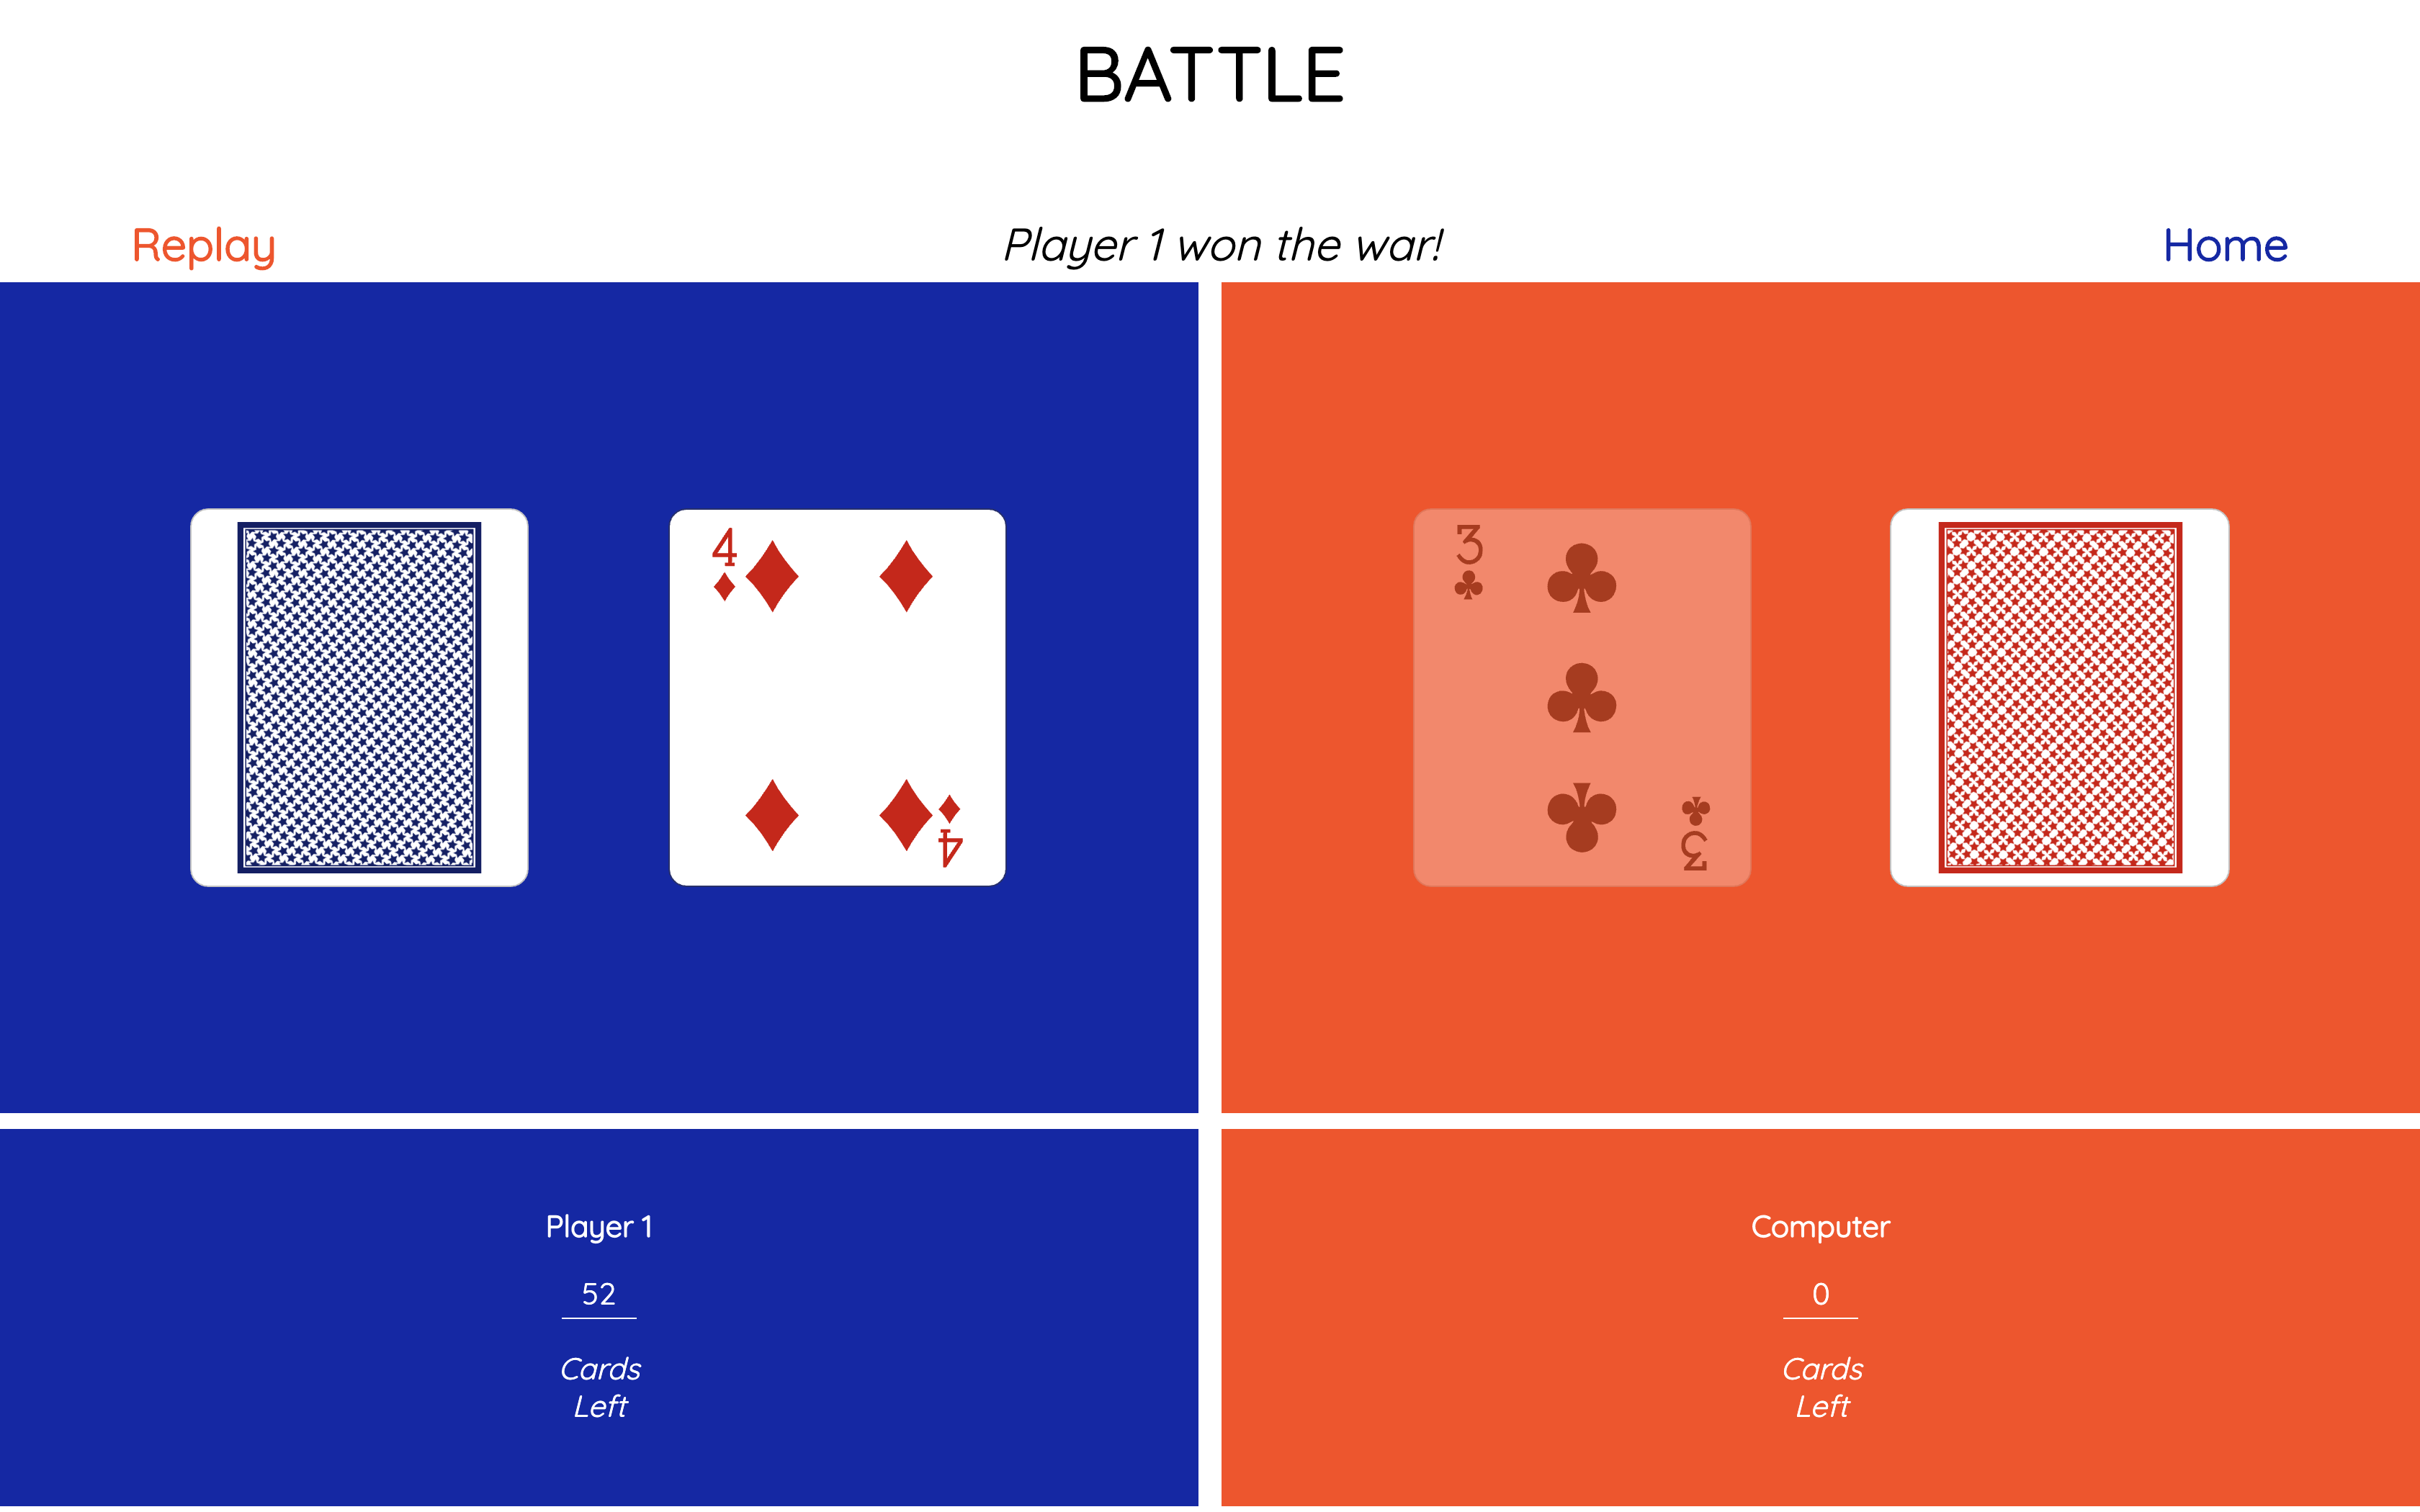 BATTLE
Replay
Player 1 won the war!
Home
4
4
3
3
Player 1
52
Cards
Left
Computer
0
Cards
Left